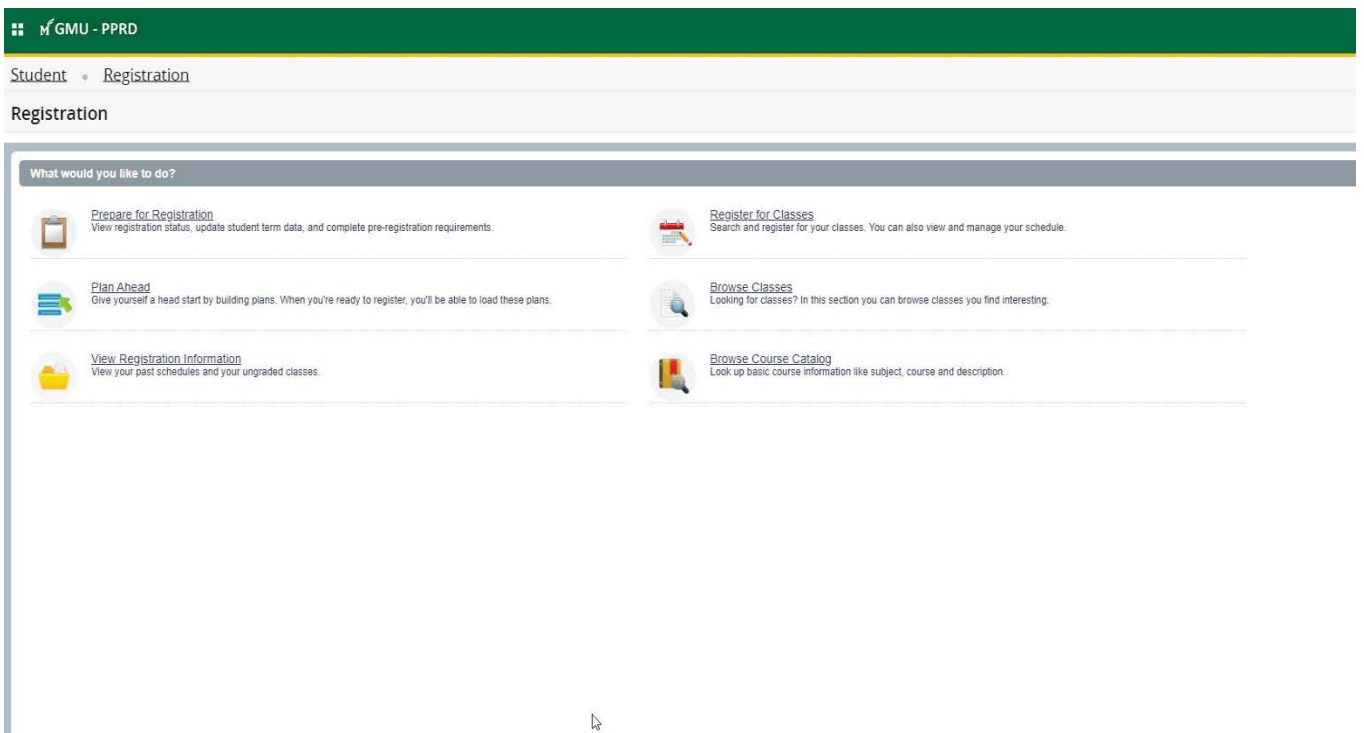 GMU - PPRD
Student • Registration
Registration
What would you like to do?
Prepare for Registration
View registration status, update student term data, and complete pre-registration requirements.
Register for Classes
Search and register for your classes. You can also view and manage your schedule.
Plan Ahead
Give yourself a head start by building plans. When you're ready to register, you'll be able to load these plans.
Browse Classes
Looking for classes? In this section you can browse classes you find interesting.
View Registration Information
View your past schedules and your ungraded classes.
Browse Course Catalog
Look up basic course information like subject, course and description.